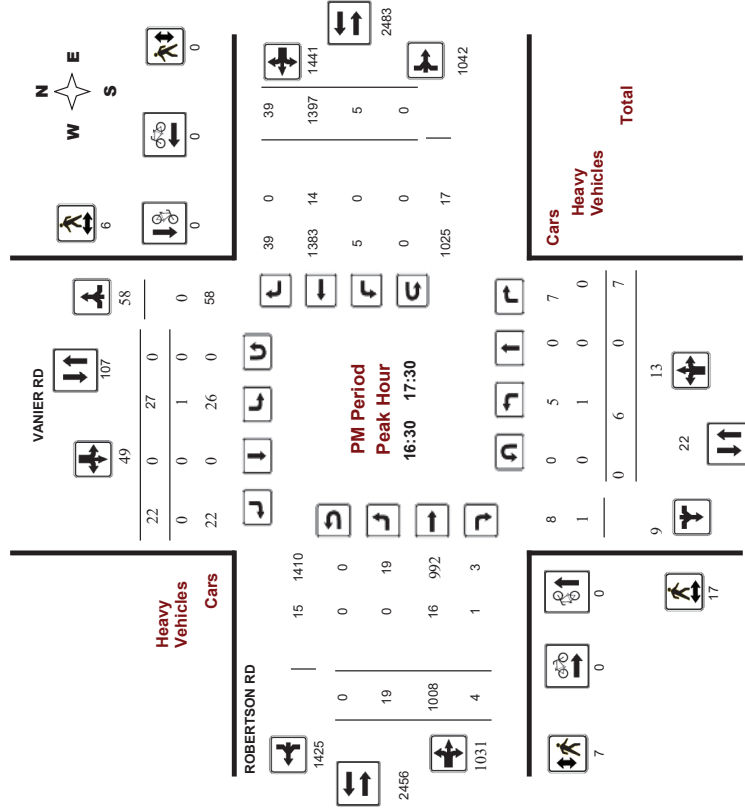 N
W E
S
0
0
0
6
VANIER RD
49
107
58
22 0 27 0
0 0 1 0 0
22 0 26 0 58
Heavy
Vehicles
Cars
39 0 39
1383 14 1397
5 0 5
0 0 0
1025 17
1441
2483
1042
PM Period
Peak Hour
16:30 17:30
ROBERTSON RD
15 1410
0 0 0
19 0 19
1008 16 992
4 1 3
1425
2456
1031
Cars
Heavy
Vehicles
Total
8 0 5 0 7
1 0 1 0 0
0 6 0 7
9
22
13
0
0
7
17